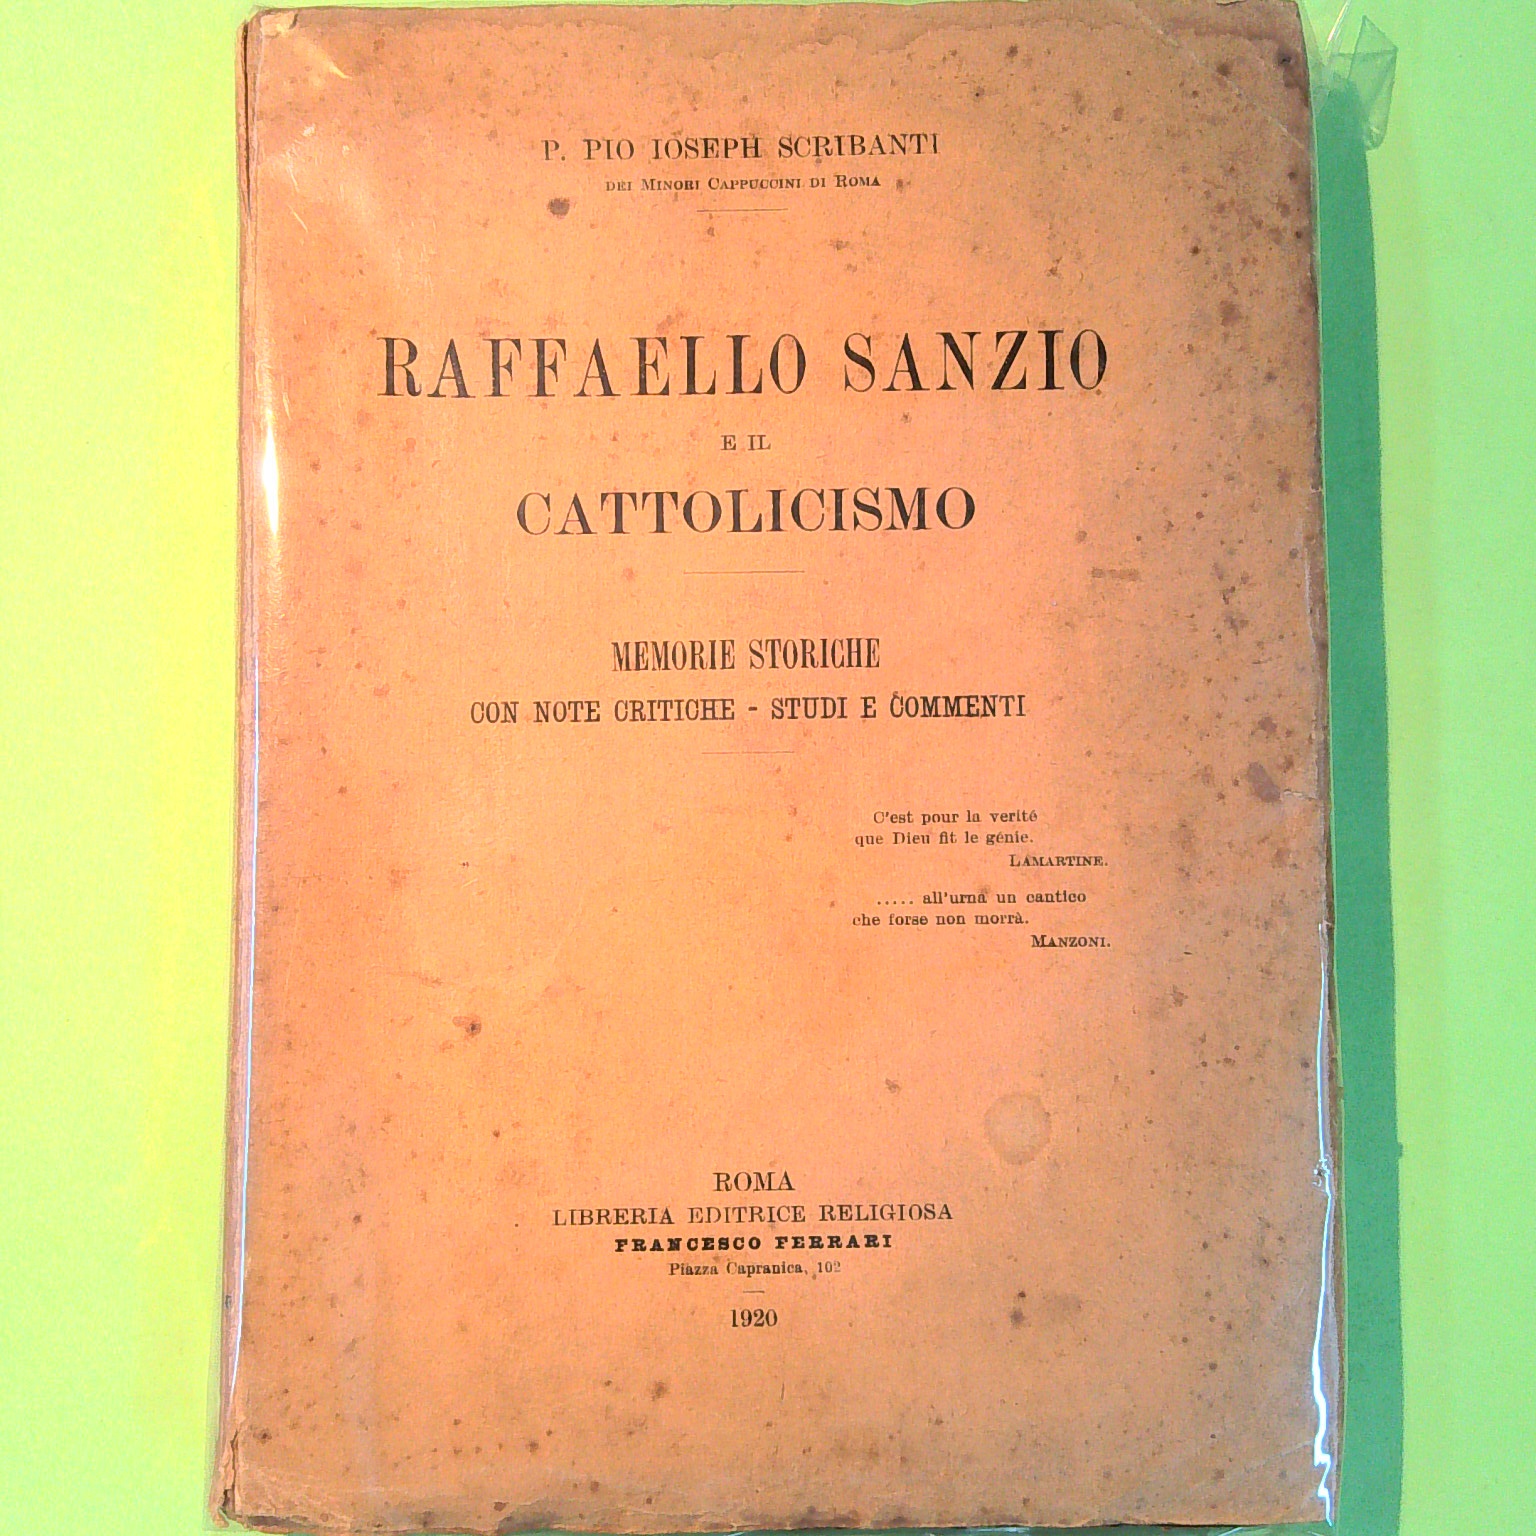 P. PIO IOSEPH SCRIBANTI
DEI MINORI CAPPUCCINI DI ROMA
RAFFAELLO SANZIO
E IL
CATTOLICISMO
MEMORIE STORICHE
CON NOTE CRITICHE - STUDI E COMMENTI
C'est pour la verité
que Dieu fit le génie.
LAMARTINE.
..... all'urna un cantico
che forse non morrà.
MANZONI.
ROMA
LIBRERIA EDITRICE RELIGIOSA
FRANCESCO FERRARI
Piazza Capranica, 102
1920